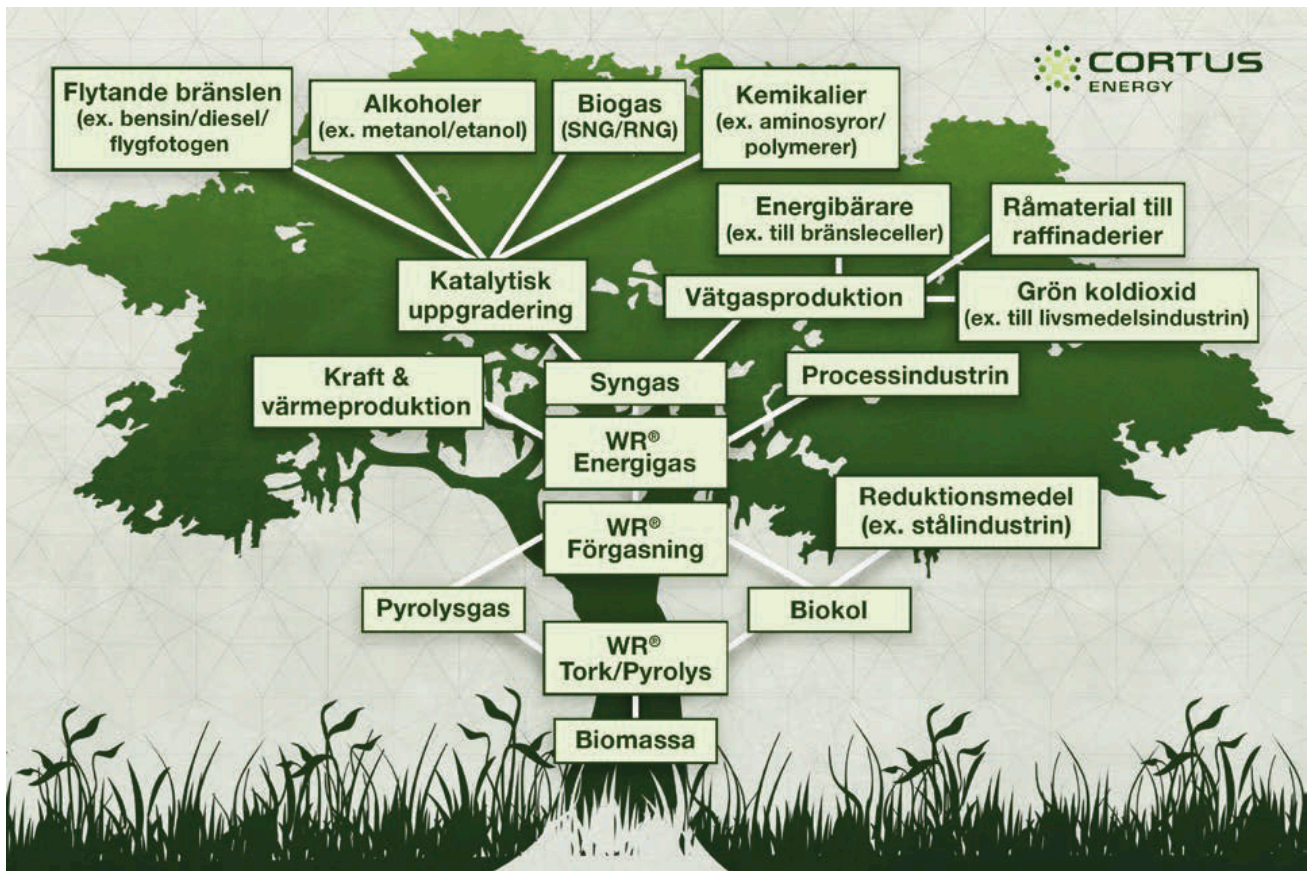 CORTUS
ENERGY
Flytande bränslen
(ex. bensin/diesel/
flygfotogen
Alkoholer
(ex. metanol/etanol)
Biogas
(SNG/RNG)
Kemikalier
(ex. aminosyror/
polymerer)
Energibärare
(ex. till bränsleceller)
Råmaterial till
raffinaderier
Katalytisk
uppgradering
Vätgasproduktion
Grön koldioxid
(ex. till livsmedelsindustrin)
Kraft &
värmeproduktion
Syngas
Processindustrin
WR®
Energigas
Reduktionsmedel
(ex. stålindustrin)
WR®
Förgasning
Pyrolysgas
Biokol
WR®
Tork/Pyrolys
Biomassa